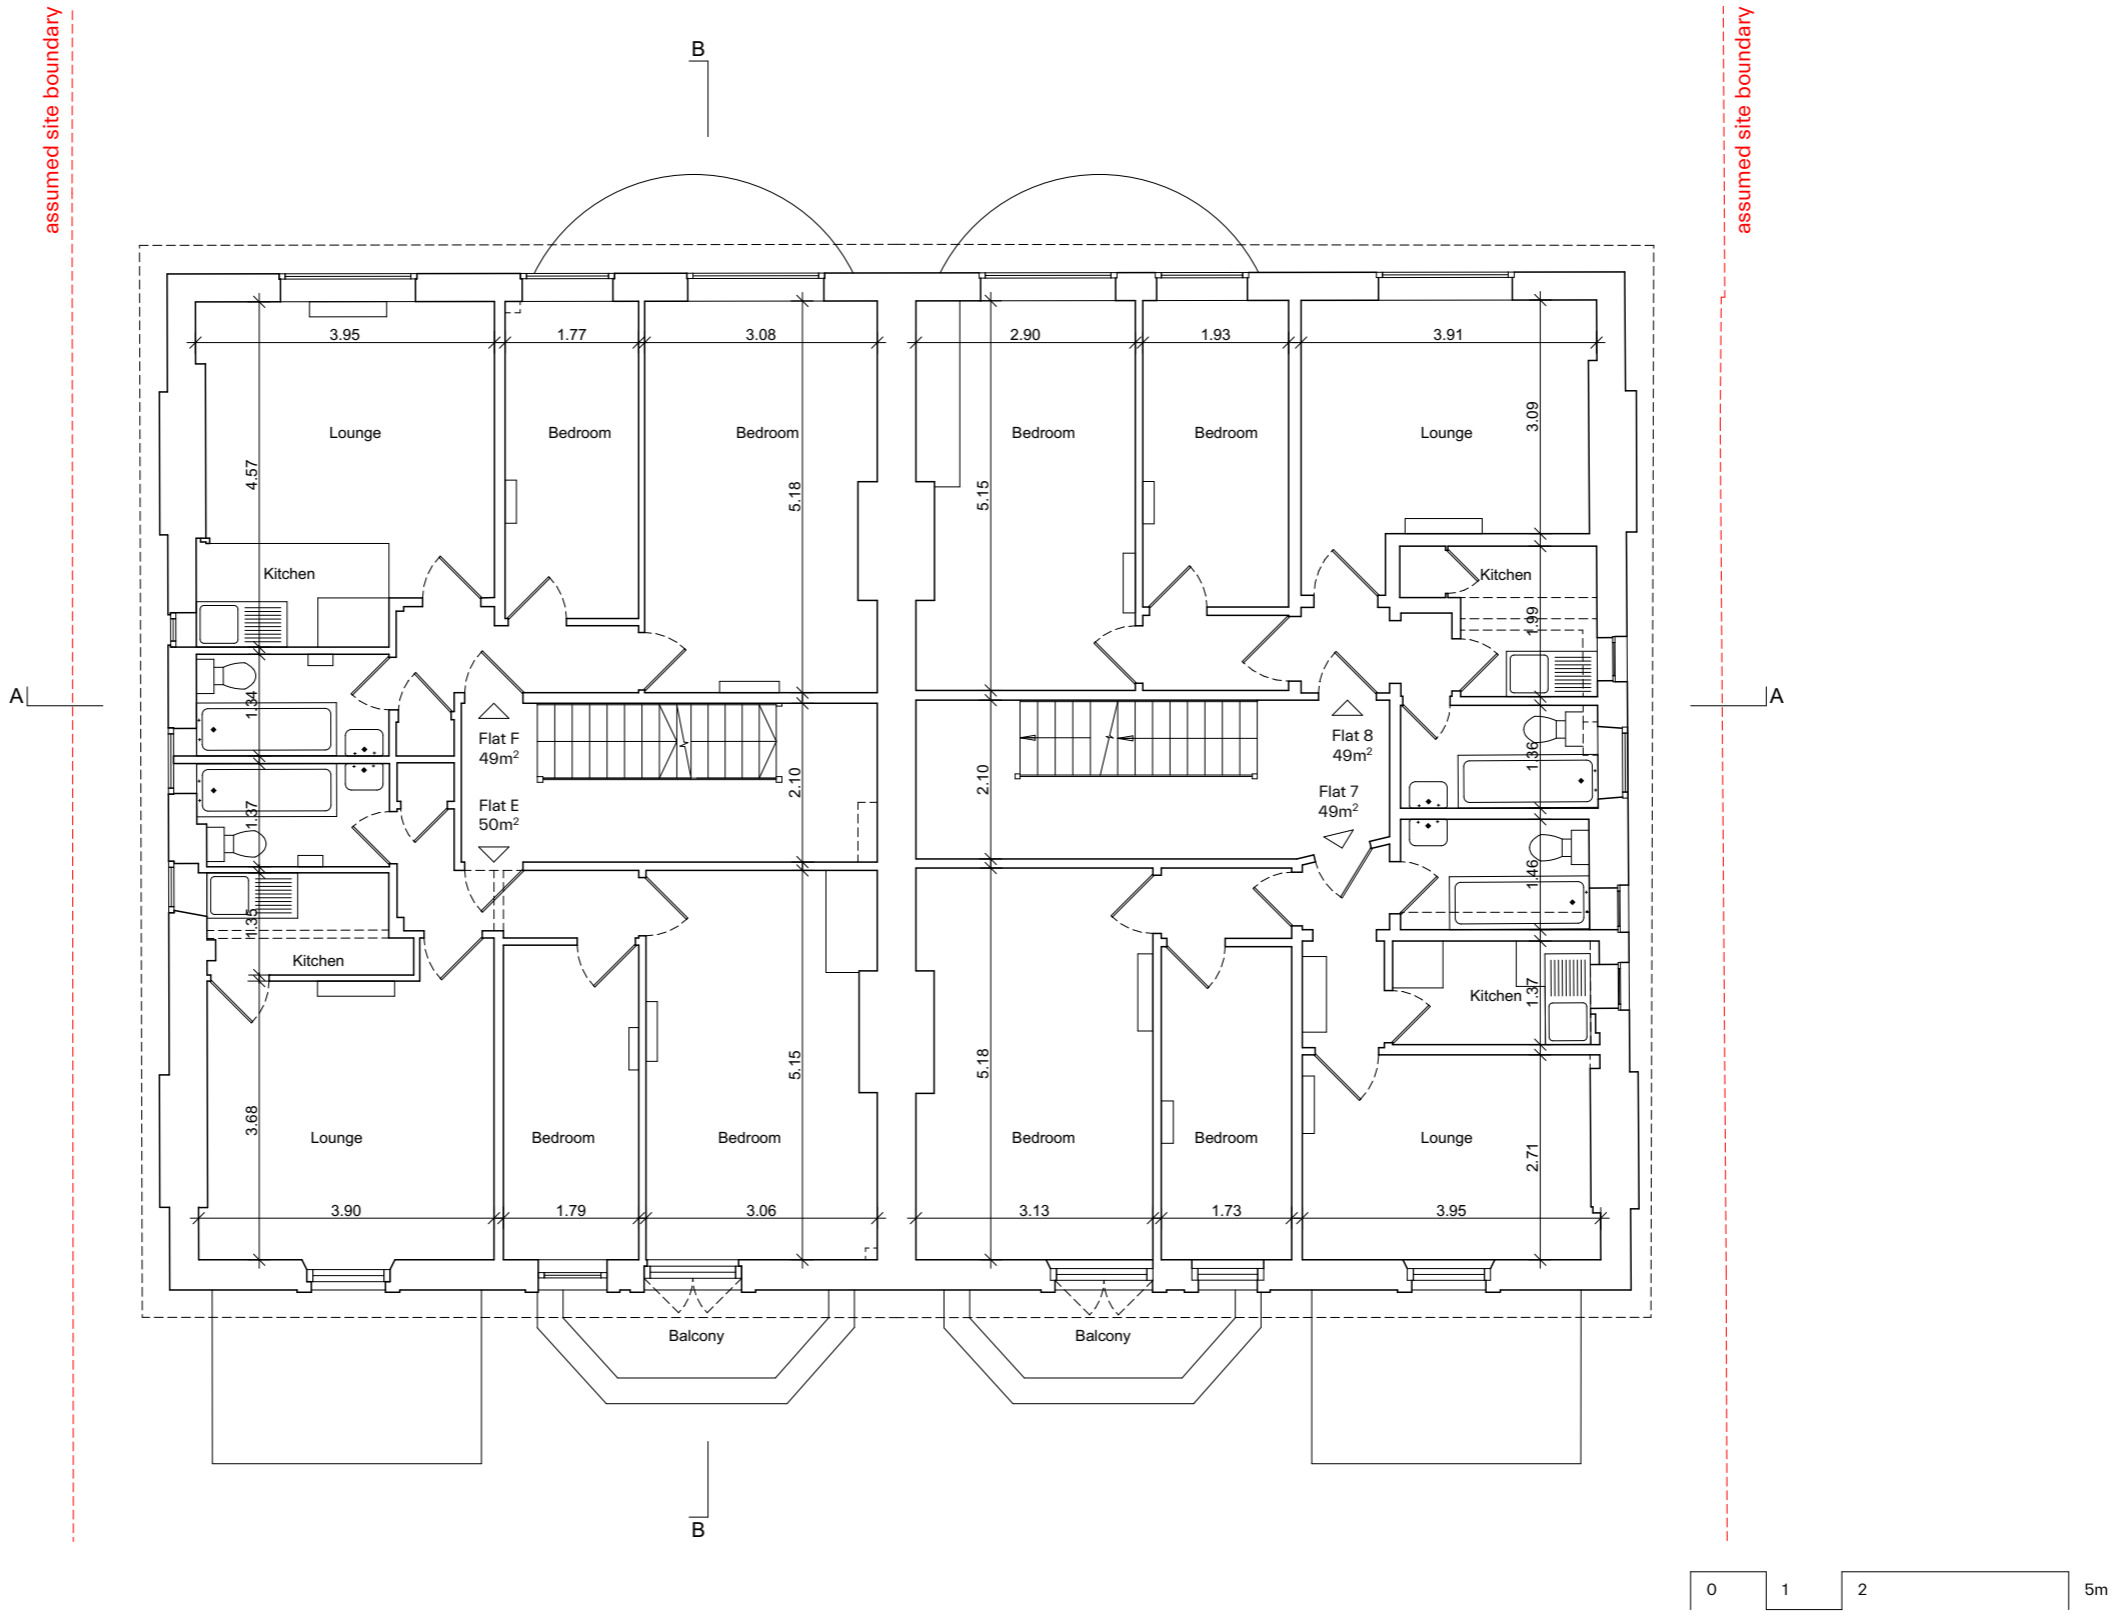 assumed site boundary
B
assumed site boundary
3.95
1.77
3.08
2.90
1.93
3.91
Lounge
Bedroom
Bedroom
Bedroom
Bedroom
Lounge
3.09
4.57
5.18
5.15
Kitchen
Kitchen
1.99
A
A
1.34
Flat F
49m²
2.10
2.10
Flat 8
49m²
1.36
Flat E
50m²
Flat 7
49m²
1.37
1.46
1.35
Kitchen
Kitchen
1.37
3.68
5.15
5.18
Lounge
Bedroom
Bedroom
Bedroom
Bedroom
Lounge
2.71
3.90
1.79
3.06
3.13
1.73
3.95
Balcony
Balcony
B
0 1 2 5m